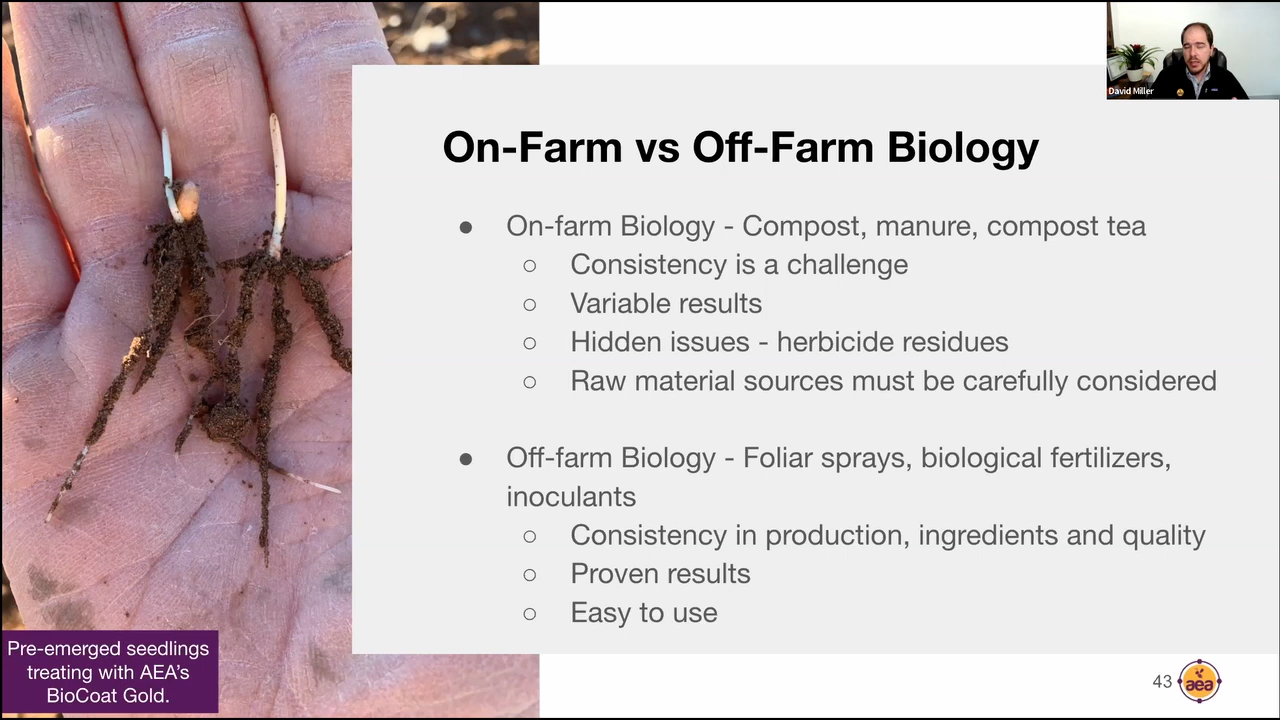 David Miller
On-Farm vs Off-Farm Biology
● On-farm Biology - Compost, manure, compost tea
○ Consistency is a challenge
○ Variable results
○ Hidden issues - herbicide residues
○ Raw material sources must be carefully considered
● Off-farm Biology - Foliar sprays, biological fertilizers,
inoculants
○ Consistency in production, ingredients and quality
○ Proven results
○ Easy to use
Pre-emerged seedlings
treating with AEA's
BioCoat Gold.
43
aea